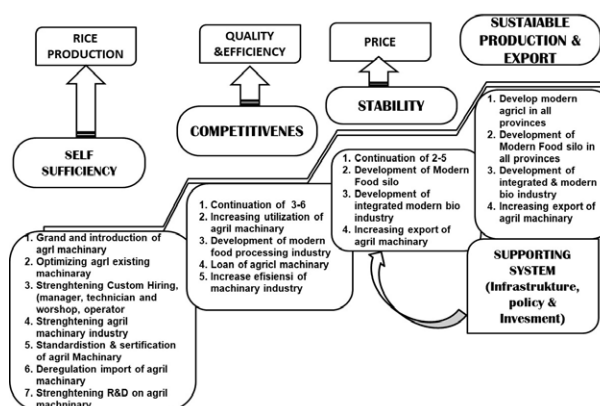 RICE
PRODUCTION
SELF
SUFFICIENCY
1. Grand and introduction of
agrl machinary
2. Optimizing agrl existing
machinaray
3. Strenghtening Custom Hiring,
(manager, technician and
worshop, operator
4. Strenghtening agril
machinary industry
5. Standardistion & sertification
of agril Machinary
6. Deregulation import of agril
machinary
7. Strenghtening R&D on agril
machninary
QUALITY
&EFFICIENCY
COMPETITIVENES
1. Continuation of 3-6
2. Increasing utilization of
agril machinary
3. Development of modern
food processing industry
4. Loan of agricl machinary
5. Increase efisiensi of
machinary industry
PRICE
STABILITY
1. Continuation of 2-5
2. Development of Modern
Food silo
3. Development of
integrated modern bio
industry
4. Increasing export of
agril machinary
SUSTAIABLE
PRODUCTION &
EXPORT
1. Develop modern
agricl in all
provinces
2. Development of
Modern Food silo in
all provinces
3. Development of
integrated & modern
bio industry
4. Increasing export of
agril machinary
SUPPORTING
SYSTEM
(Infrastrukture,
policy &
Invesment)